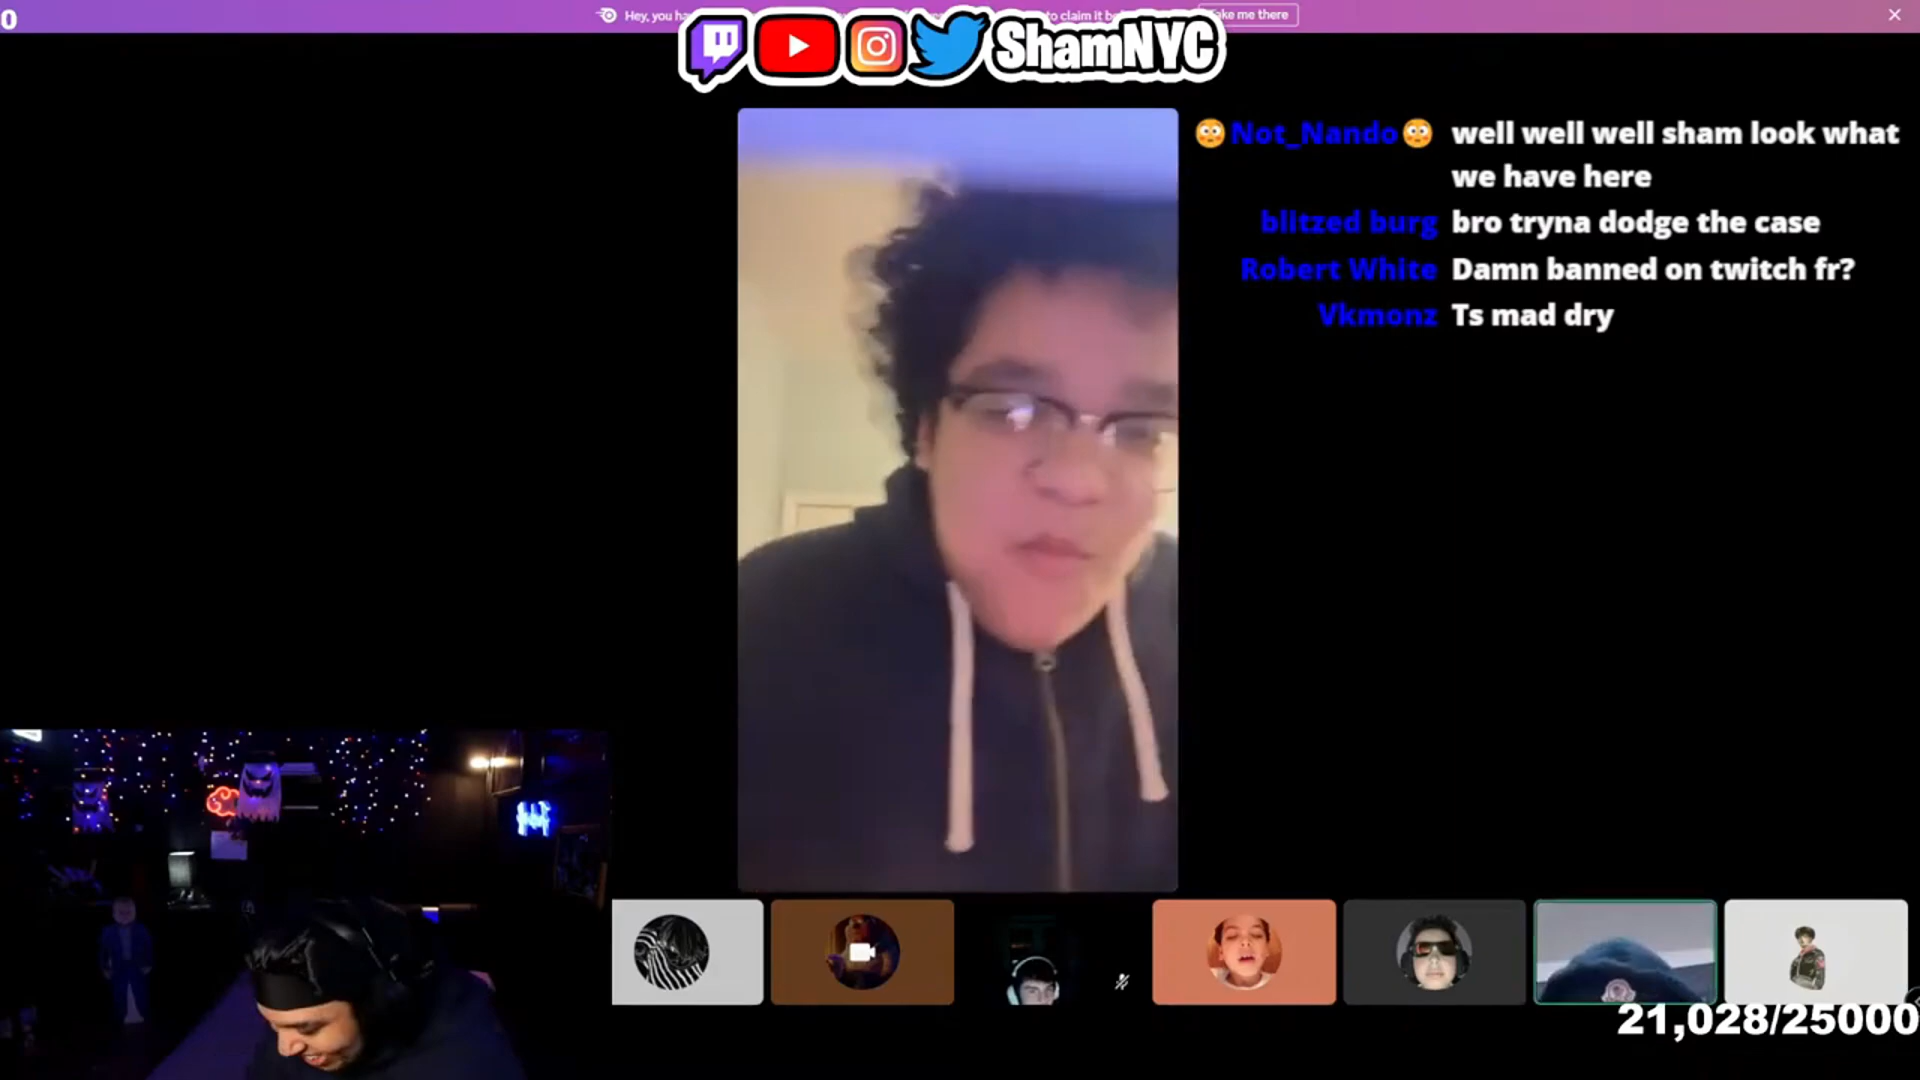 0
Hey, you
to claim it
me there
ShamNYC
Not_Nando well well well sham look what
we have here
blitzed burg bro tryna dodge the case
Robert White Damn banned on twitch fr?
Vkmonz Ts mad dry
21,028/25000